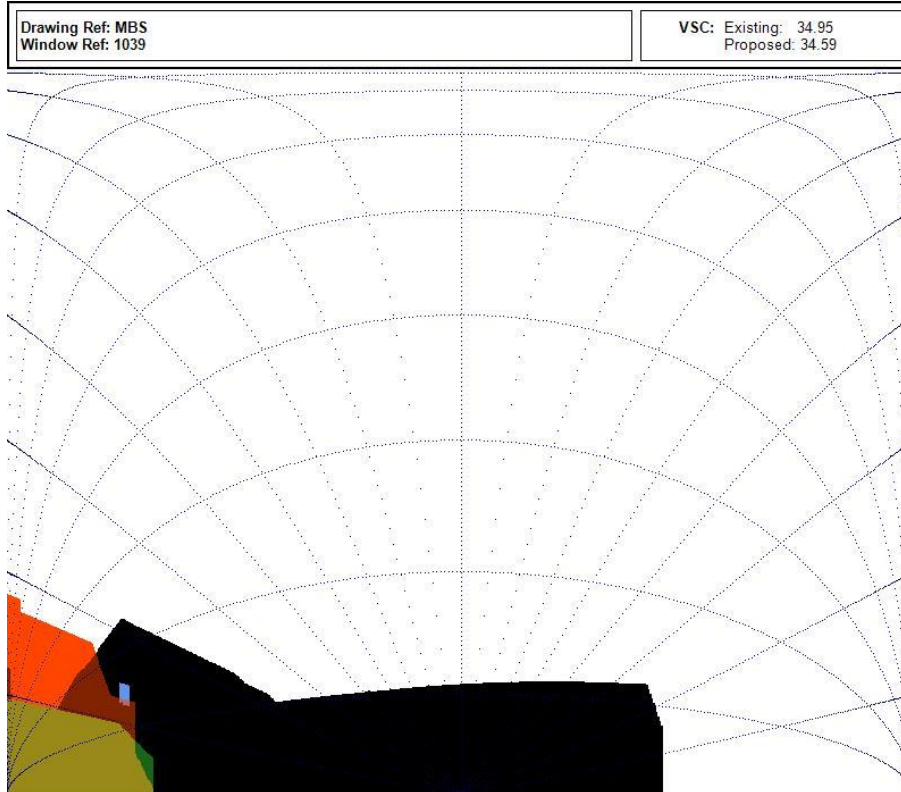 Drawing Ref: MBS
Window Ref: 1039
VSC: Existing: 34.95
Proposed: 34.59